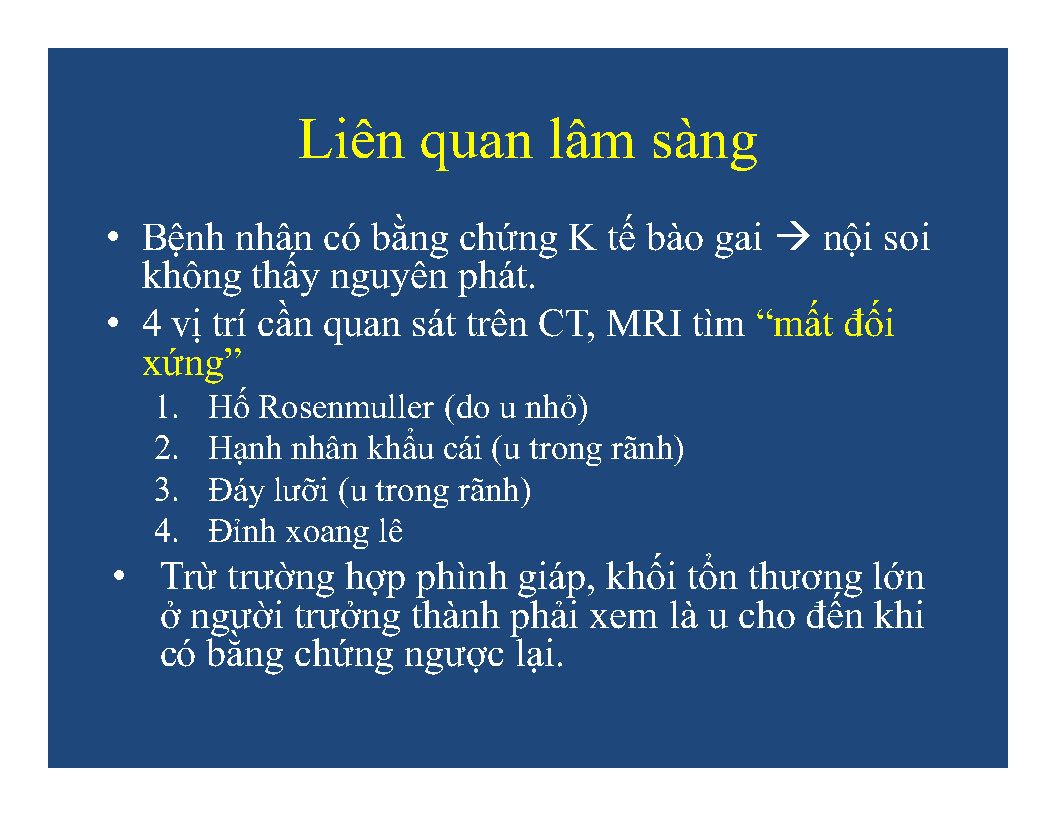 Liên quan lâm sàng
• Bệnh nhân có bằng chứng K tế bào gai → nội soi
không thấy nguyên phát.
• 4 vị trí cần quan sát trên CT, MRI tìm “mất đối
xứng”
1. Hố Rosenmuller (do u nhỏ)
2. Hạnh nhân khẩu cái (u trong rãnh)
3. Đáy lưỡi (u trong rãnh)
4. Đỉnh xoang lê
• Trừ trường hợp phình giáp, khối tổn thương lớn
ở người trưởng thành phải xem là u cho đến khi
có bằng chứng ngược lại.